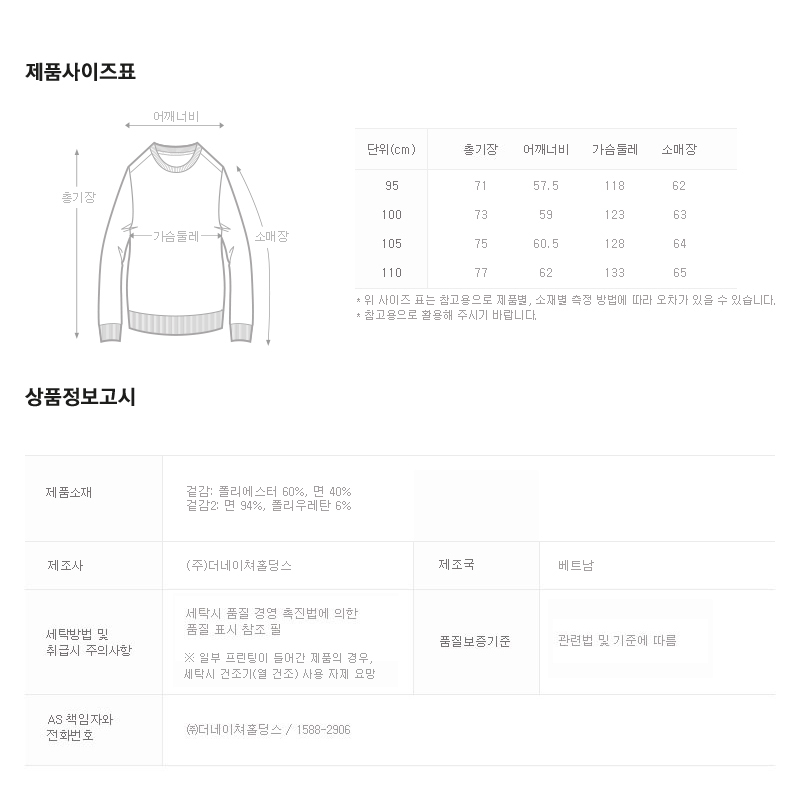 제품사이즈표
어깨너비
총기장
가슴둘레
소매장
단위(cm) 총기장 어깨너비 가슴둘레 소매장
95 71 57.5 118 62
100 73 59 123 63
105 75 60.5 128 64
110 77 62 133 65
* 위 사이즈 표는 참고용으로 제품별, 소재별 측정 방법에 따라 오차가 있을 수 있습니다.
* 참고용으로 활용해 주시기 바랍니다.
상품정보고시
제품소재
겉감: 폴리에스터 60%, 면 40%
겉감2: 면 94%, 폴리우레탄 6%
제조사 (주)더네이쳐홀딩스 제조국 베트남
세탁방법 및
취급시 주의사항
세탁시 품질 경영 촉진법에 의한
품질 표시 참조 필
※ 일부 프린팅이 들어간 제품의 경우,
세탁시 건조기(열 건조) 사용 자제 요망
품질보증기준 관련법 및 기준에 따름
AS 책임자와
전화번호
㈜더네이쳐홀딩스 / 1588-2906